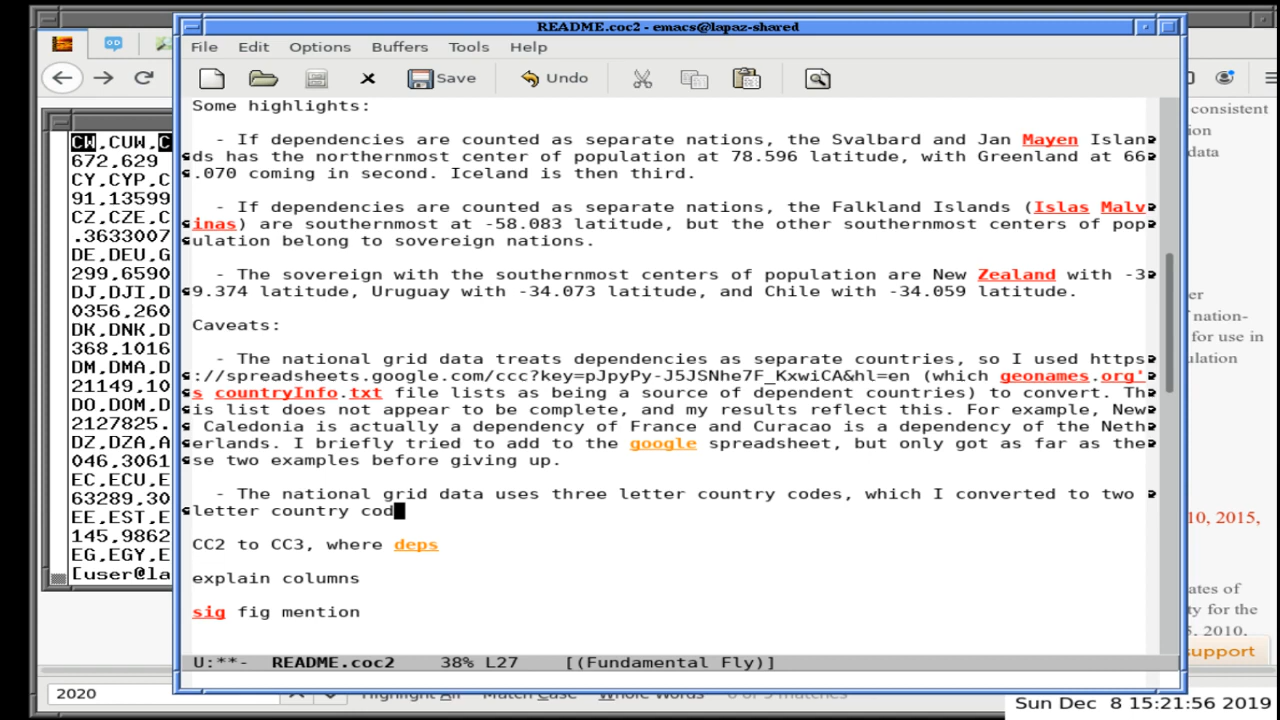 README.coc2 - emacs@lapaz-shared
File Edit Options Buffers Tools Help
Save Undo
Some highlights:
- If dependencies are counted as separate nations, the Svalbard and Jan Mayen Islan
ds has the northernmost center of population at 78.596 latitude, with Greenland at 66
.070 coming in second. Iceland is then third.
- If dependencies are counted as separate nations, the Falkland Islands (Islas Malv
inas) are southernmost at -58.083 latitude, but the other southernmost centers of pop
ulation belong to sovereign nations.
- The sovereign with the southernmost centers of population are New Zealand with -3
9.374 latitude, Uruguay with -34.073 latitude, and Chile with -34.059 latitude.
Caveats:
- The national grid data treats dependencies as separate countries, so I used https
://spreadsheets.google.com/ccc?key=pJpyPy-J5JSNhe7F_KxwiCA&hl=en (which geonames.org'
s countryInfo.txt file lists as being a source of dependent countries) to convert. Th
is list does not appear to be complete, and my results reflect this. For example, New
Caledonia is actually a dependency of France and Curacao is a dependency of the Neth
erlands. I briefly tried to add to the google spreadsheet, but only got as far as the
se two examples before giving up.
- The national grid data uses three letter country codes, which I converted to two
letter country cod
CC2 to CC3, where deps
explain columns
sig fig mention
U:**- README.coc2 38% L27 [(Fundamental Fly)]
CW,CUW,C
672,629
CY,CYP,C
91,13599
CZ,CZE,C
.3633007
DE,DEU,G
299,6590
DJ,DJI,D
0356,260
DK,DNK,D
368,1016
DM,DMA,D
21149,10
DO,DOM,D
2127825.
DZ,DZA,A
046,3061
EC,ECU,E
63289,30
EE,EST,E
145,9862
EG,EGY,E
[user@la
consistent
ion
data
er
of nation-
for use in
ulation
10, 2015,
ates of
ty for the
5, 2010,
support
2020
Highlight All Match Case Whole Words
matches
Sun Dec 8 15:21:56 2019